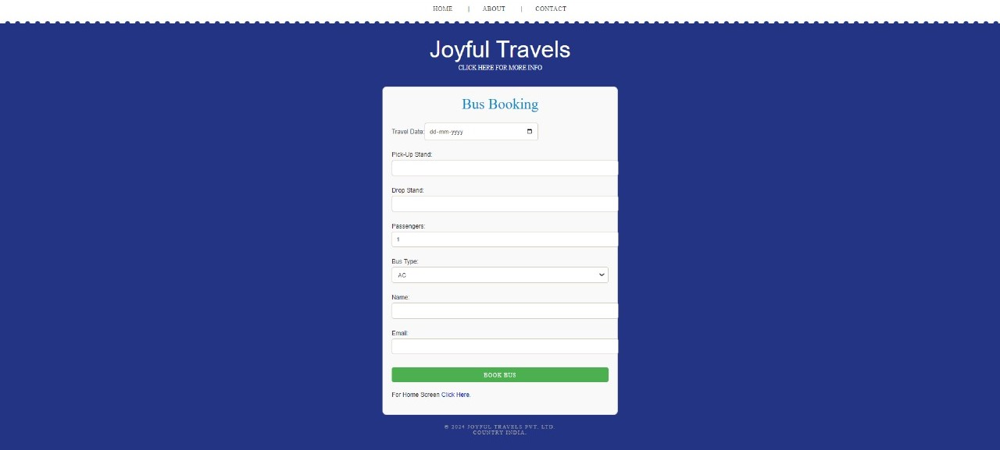 HOME | ABOUT | CONTACT
Joyful Travels
CLICK HERE FOR MORE INFO
Bus Booking
Travel Date: dd-mm-yyyy
Pick-Up Stand:
Drop Stand:
Passengers:
1
Bus Type:
AC
Name:
Email:
BOOK BUS
For Home Screen Click Here.
© 2024 JOYFUL TRAVELS PVT. LTD.
COUNTRY INDIA.